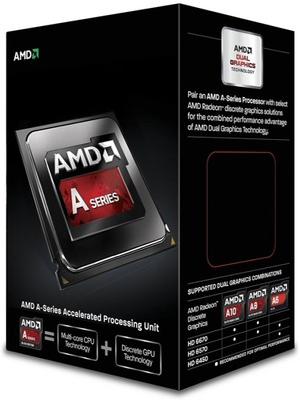 AMD
AMD
A SERIES
AMD A-Series Accelerated Processing Unit
AMD
A SERIES
=
Multi-core CPU
Technology
+
Discrete GPU
Technology
AMD
DUAL
GRAPHICS
TECHNOLOGY
Pair an AMD A-Series Processor with select
AMD Radeon™ discrete graphics solutions
for the combined performance advantage
of AMD Dual Graphics Technology.
SUPPORTED DUAL GRAPHICS COMBINATIONS
AMD Radeon™
Discrete
Graphics
AMD
A10
AMD
A8
AMD
A6
HD 6670
HD 6570
HD 6450
RECOMMENDED FOR OPTIMAL PERFORMANCE